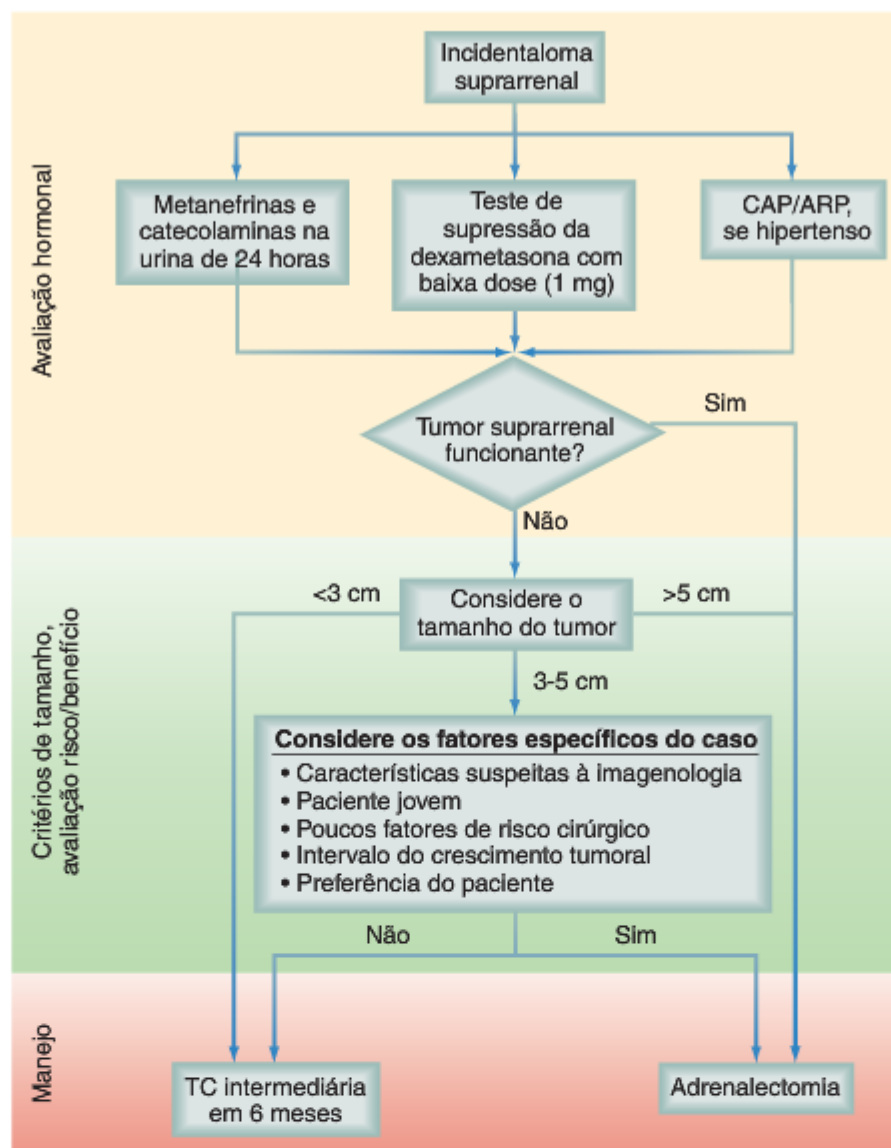 Incidentaloma
suprarrenal
Avaliação hormonal
Metanefrinas e
catecolaminas na
urina de 24 horas
Teste de
supressão da
dexametasona com
baixa dose (1 mg)
CAP/ARP,
se hipertenso
Tumor suprarrenal
funcionante?
Sim
Não
Critérios de tamanho,
avaliação risco/benefício
<3 cm
Considere o
tamanho do tumor
>5 cm
3-5 cm
Considere os fatores específicos do caso
• Características suspeitas à imagenologia
• Paciente jovem
• Poucos fatores de risco cirúrgico
• Intervalo do crescimento tumoral
• Preferência do paciente
Não
Sim
Manejo
TC intermediária
em 6 meses
Adrenalectomia